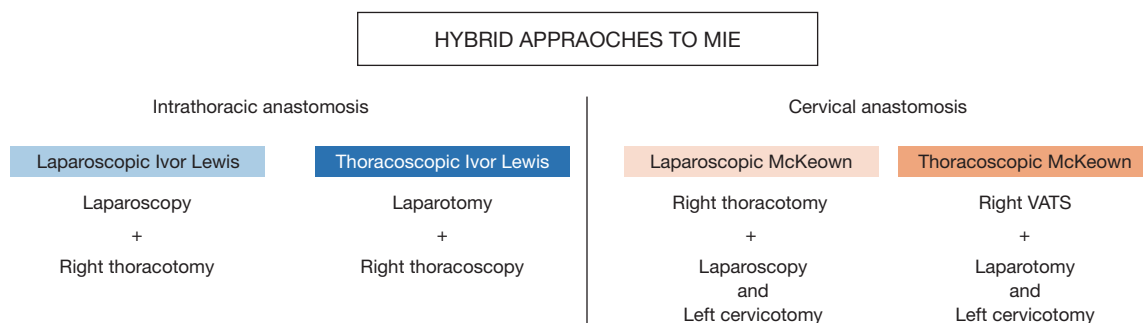 HYBRID APPRAOCHES TO MIE
Intrathoracic anastomosis
Laparoscopic Ivor Lewis
Laparoscopy
+
Right thoracotomy
Thoracoscopic Ivor Lewis
Laparotomy
+
Right thoracoscopy
Cervical anastomosis
Laparoscopic McKeown
Right thoracotomy
+
Laparoscopy
and
Left cervicotomy
Thoracoscopic McKeown
Right VATS
+
Laparotomy
and
Left cervicotomy